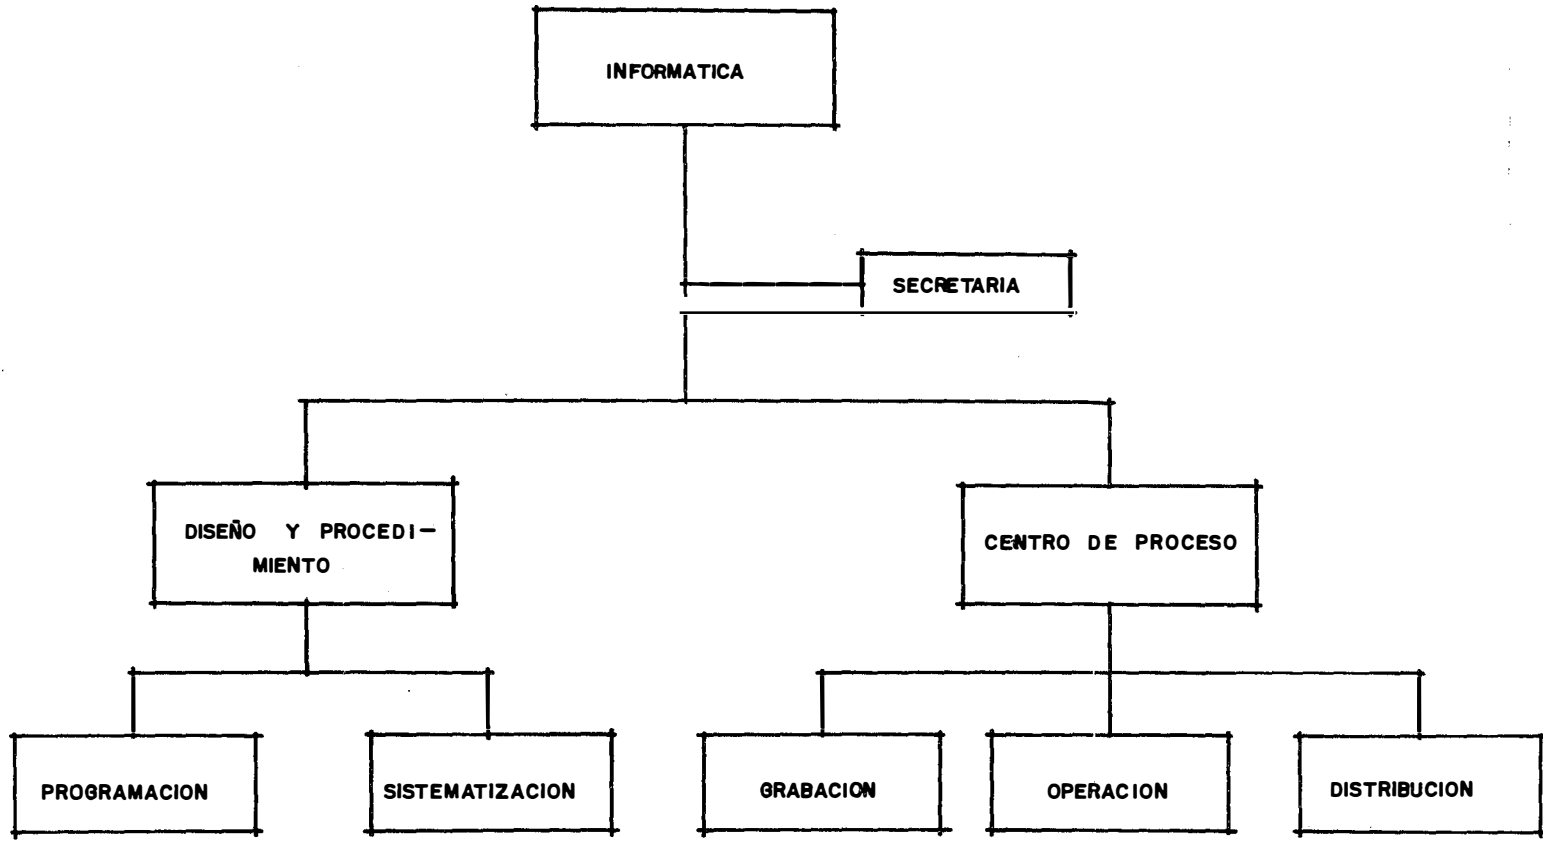 INFORMATICA
SECRETARIA
DISEÑO Y PROCEDI-
MIENTO
CENTRO DE PROCESO
PROGRAMACION
SISTEMATIZACION
GRABACION
OPERACION
DISTRIBUCION